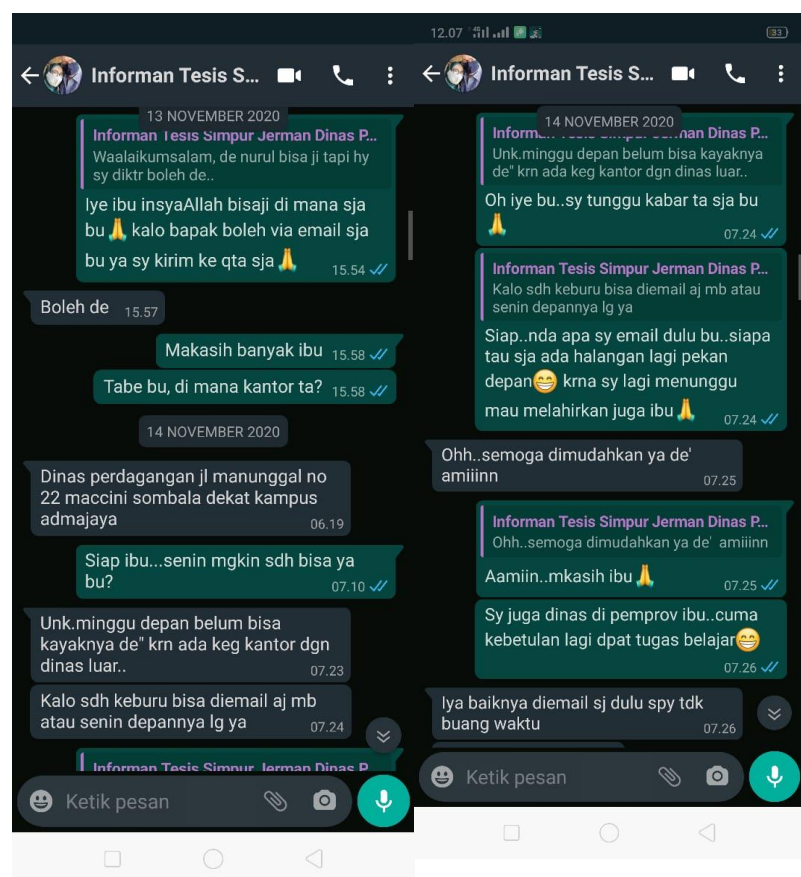 Informan Tesis S...
13 NOVEMBER 2020
Informan Tesis Simpur Jerman Dinas P...
Waalaikumsalam, de nurul bisa ji tapi hy
sy diktr boleh de..
Iye ibu insyaAllah bisaji di mana sja
bu 🙏 kalo bapak boleh via email sja
bu ya sy kirim ke qta sja 🙏
15.54
Boleh de
15.57
Makasih banyak ibu
15.58
Tabe bu, di mana kantor ta?
15.58
14 NOVEMBER 2020
Dinas perdagangan jl manunggal no
22 maccini sombala dekat kampus
admajaya
06.19
Siap ibu...senin mgkin sdh bisa ya
bu?
07.10
Unk.minggu depan belum bisa
kayaknya de" krn ada keg kantor dgn
dinas luar..
07.23
Kalo sdh keburu bisa diemail aj mb
atau senin depannya lg ya
07.24
Informan Tesis Simpur Jerman Dinas P
Ketik pesan
12.07
33
Informan Tesis S...
14 NOVEMBER 2020
Dinas P...
Unk.minggu depan belum bisa kayaknya
de" krn ada keg kantor dgn dinas luar..
Oh iye bu..sy tunggu kabar ta sja bu
🙏
07.24
Informan Tesis Simpur Jerman Dinas P...
Kalo sdh keburu bisa diemail aj mb atau
senin depannya lg ya
Siap..nda apa sy email dulu bu..siapa
tau sja ada halangan lagi pekan
depan😁 krna sy lagi menunggu
mau melahirkan juga ibu🙏
07.24
Ohh..semoga dimudahkan ya de'
amiiinn
07.25
Informan Tesis Simpur Jerman Dinas P...
Ohh..semoga dimudahkan ya de' amiiinn
Aamiin..mkasih ibu🙏
07.25
Sy juga dinas di pemprov ibu..cuma
kebetulan lagi dpat tugas belajar😁
07.26
Iya baiknya diemail sj dulu spy tdk
buang waktu
07.26
Ketik pesan